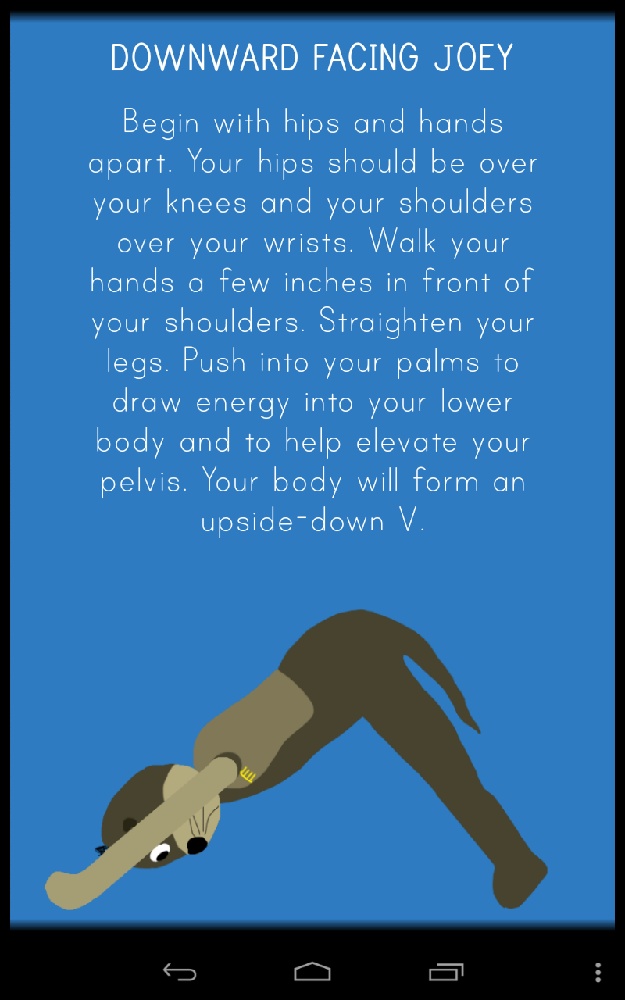 DOWNWARD FACING JOEY
Begin with hips and hands
apart. Your hips should be over
your knees and your shoulders
over your wrists. Walk your
hands a few inches in front of
your shoulders. Straighten your
legs. Push into your palms to
draw energy into your lower
body and to help elevate your
pelvis. Your body will form an
upside-down V.